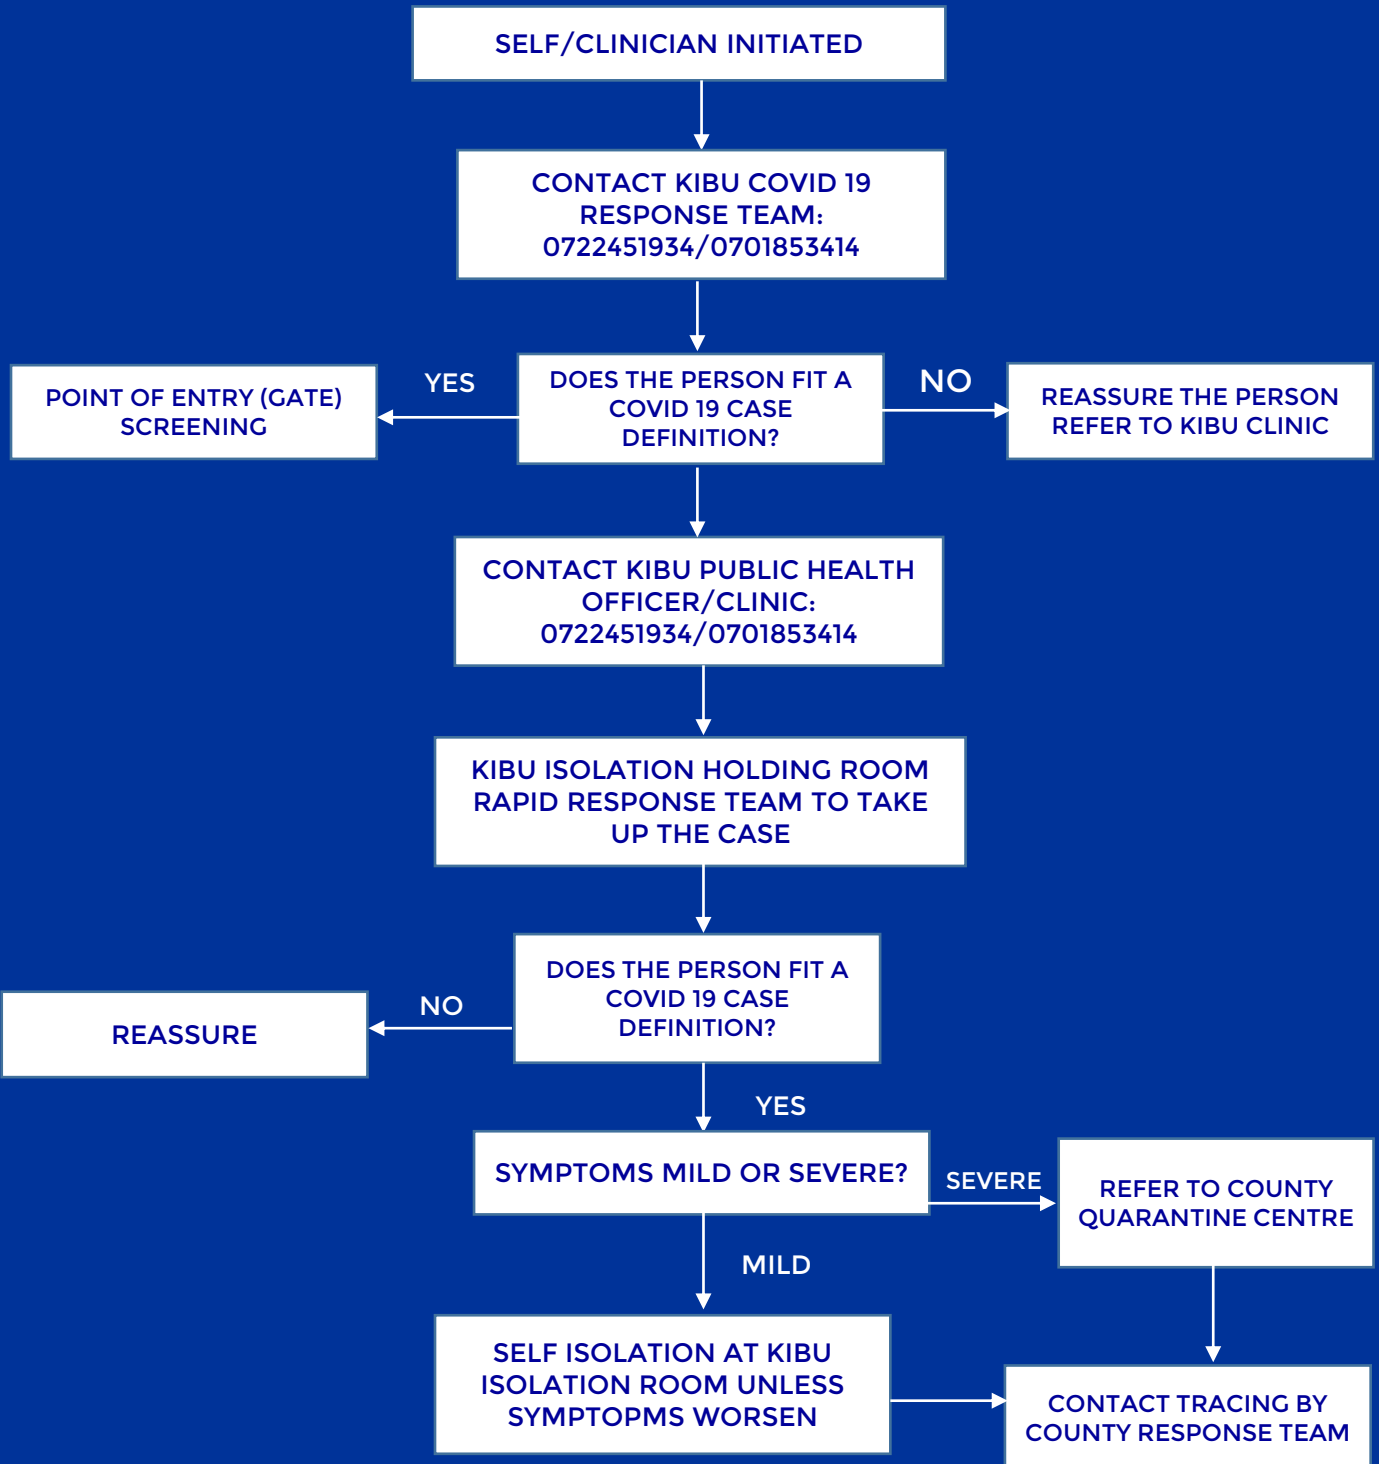 SELF/CLINICIAN INITIATED
CONTACT KIBU COVID 19
RESPONSE TEAM:
0722451934/0701853414
POINT OF ENTRY (GATE)
SCREENING
YES
DOES THE PERSON FIT A
COVID 19 CASE
DEFINITION?
NO
REASSURE THE PERSON
REFER TO KIBU CLINIC
CONTACT KIBU PUBLIC HEALTH
OFFICER/CLINIC:
0722451934/0701853414
KIBU ISOLATION HOLDING ROOM
RAPID RESPONSE TEAM TO TAKE
UP THE CASE
DOES THE PERSON FIT A
COVID 19 CASE
DEFINITION?
NO
REASSURE
YES
SYMPTOMS MILD OR SEVERE?
SEVERE
REFER TO COUNTY
QUARANTINE CENTRE
MILD
SELF ISOLATION AT KIBU
ISOLATION ROOM UNLESS
SYMPTOPMS WORSEN
CONTACT TRACING BY
COUNTY RESPONSE TEAM